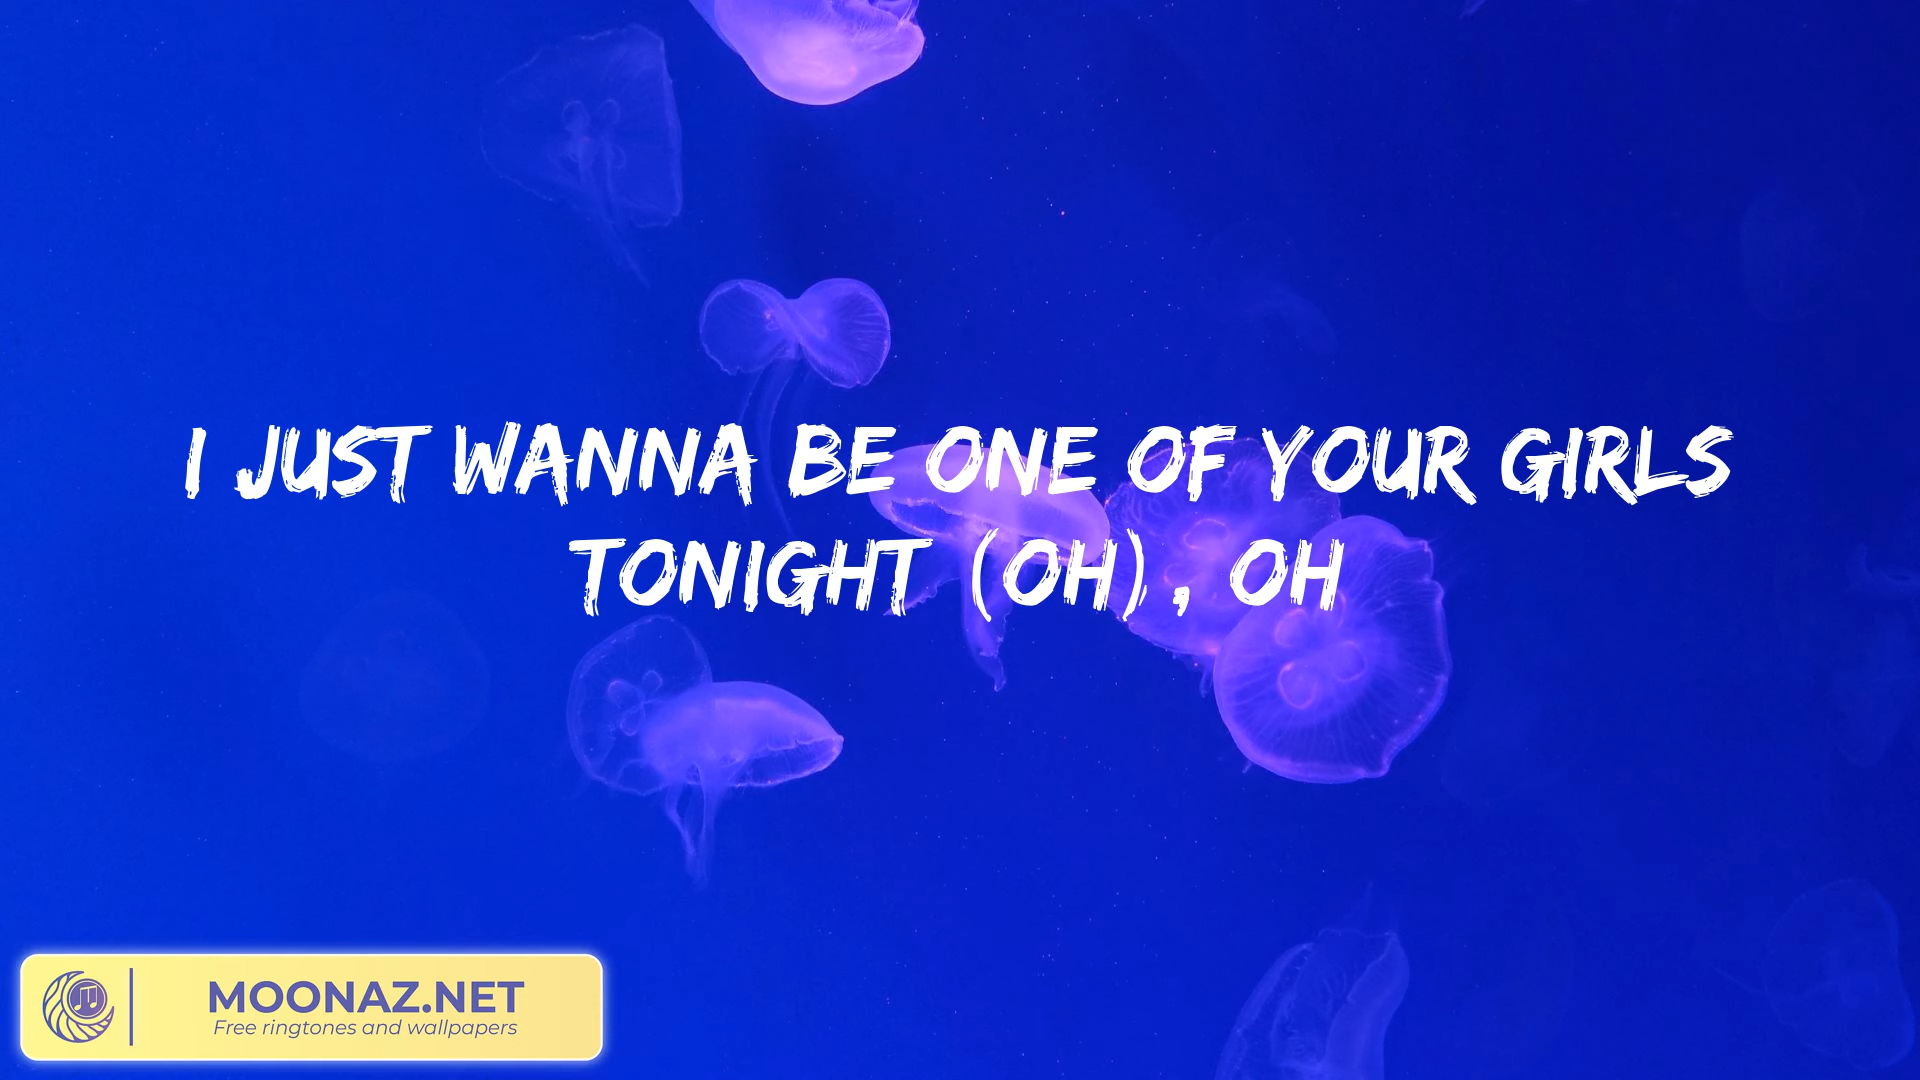 I JUST WANNA BE ONE OF YOUR GIRLS
TONIGHT (OH), OH
MOONAZ.NET
Free ringtones and wallpapers